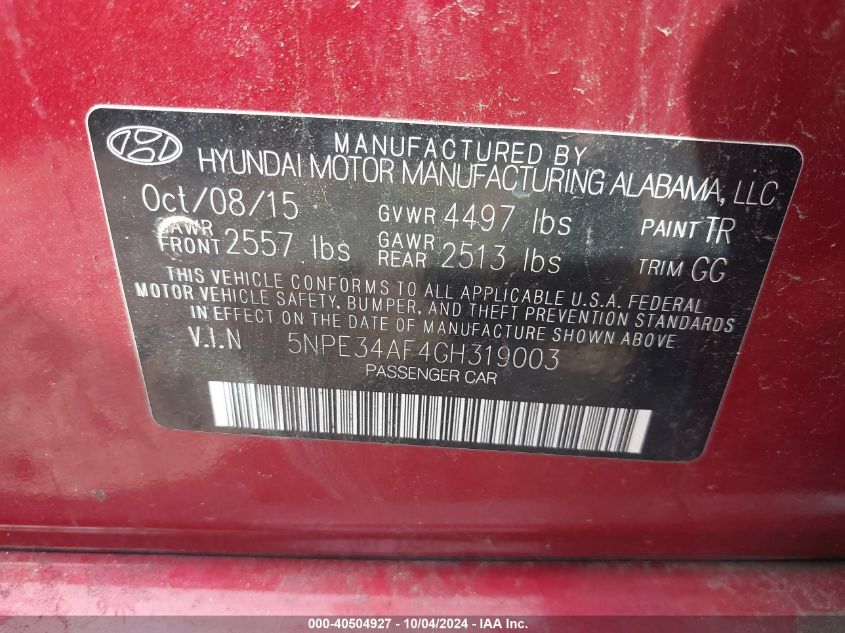 MANUFACTURED BY
HYUNDAI MOTOR MANUFACTURING ALABAMA, LLC
Oct/08/15 GVWR 4497 lbs PAINT TR
GAWR FRONT 2557 lbs GAWR REAR 2513 lbs TRIM GG
THIS VEHICLE CONFORMS TO ALL APPLICABLE U.S.A. FEDERAL
MOTOR VEHICLE SAFETY, BUMPER, AND THEFT PREVENTION STANDARDS
IN EFFECT ON THE DATE OF MANUFACTURE SHOWN ABOVE
V.I.N 5NPE34AF4GH319003
PASSENGER CAR
000-40504927 - 10/04/2024 - IAA Inc.